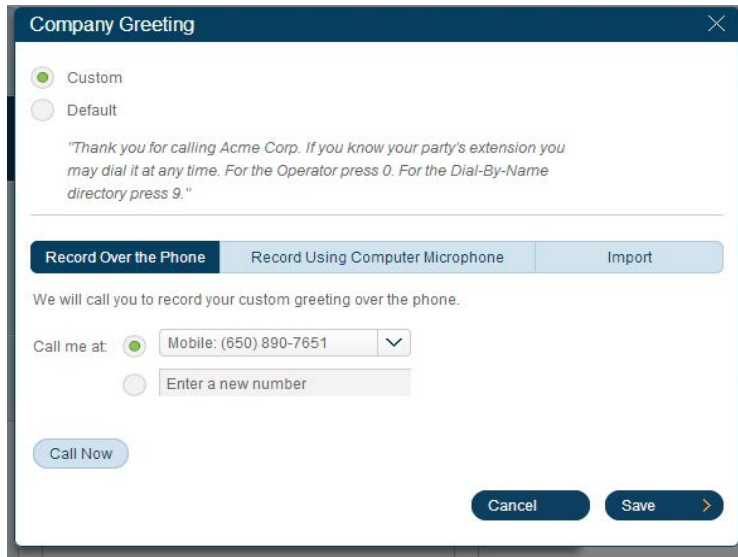 Company Greeting
Custom
Default
"Thank you for calling Acme Corp. If you know your party's extension you
may dial it at any time. For the Operator press 0. For the Dial-By-Name
directory press 9."
Record Over the Phone Record Using Computer Microphone Import
We will call you to record your custom greeting over the phone.
Call me at: Mobile: (650) 890-7651
Enter a new number
Call Now
Cancel Save